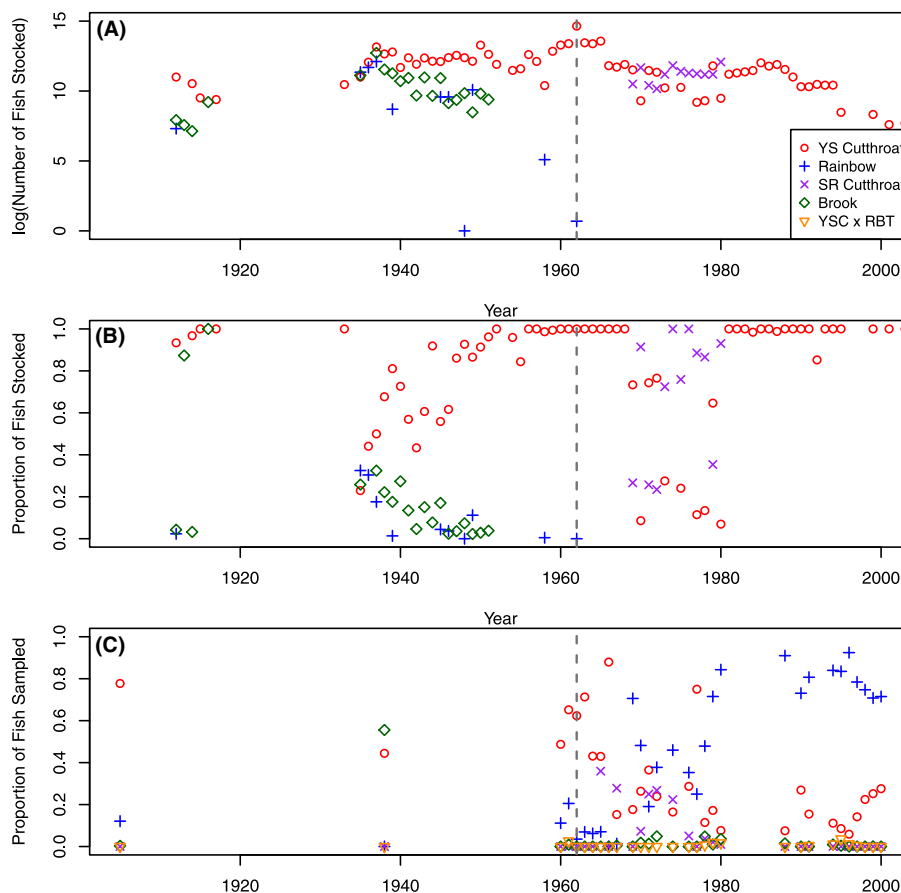 (A)
log(Number of Fish Stocked)
15
10
5
0
YS Cutthroat
Rainbow
SR Cutthroat
Brook
YSC x RBT
1920 1940 1960 1980 2000
Year
(B)
Proportion of Fish Stocked
1.0
0.8
0.6
0.4
0.2
0.0
1920 1940 1960 1980 2000
Year
(C)
Proportion of Fish Sampled
1.0
0.8
0.6
0.4
0.2
0.0
1920 1940 1960 1980 2000